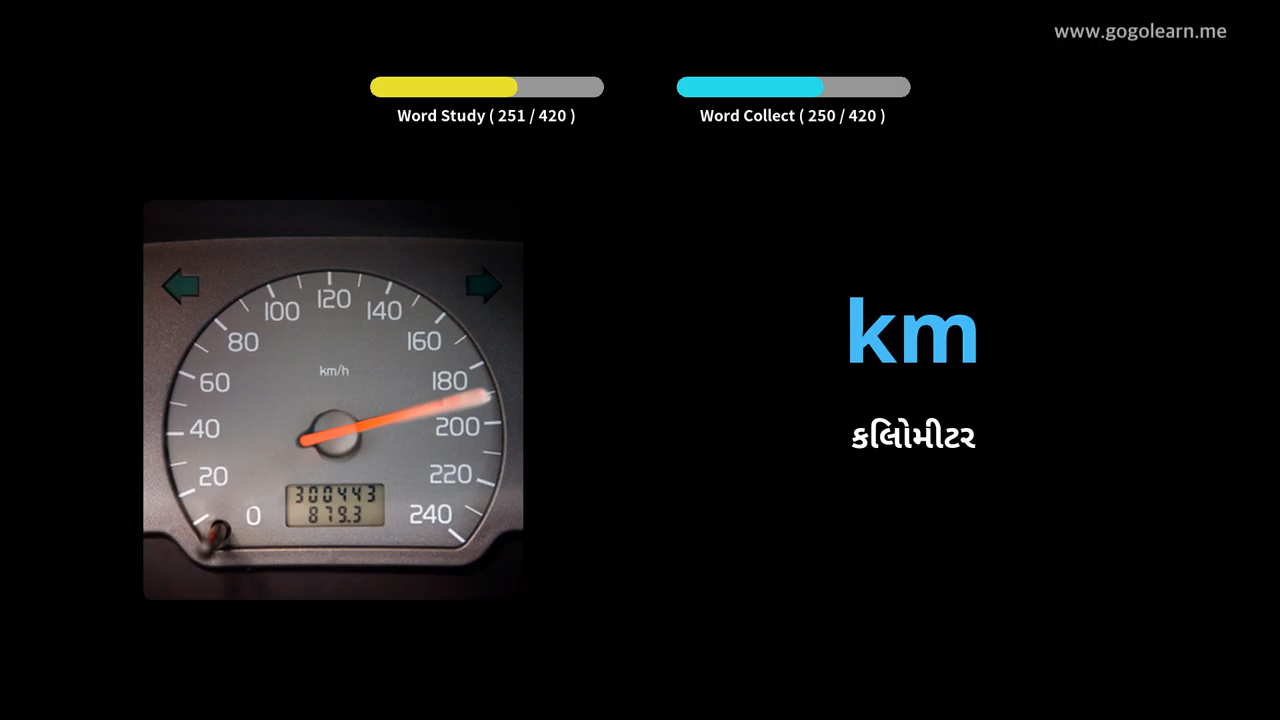 www.gogolearn.me
Word Study ( 251 / 420 )
Word Collect ( 250 / 420 )
120
100
140
80
160
km/h
60
180
40
200
20
220
0
240
300443
879.3
km
કિલોમીટર